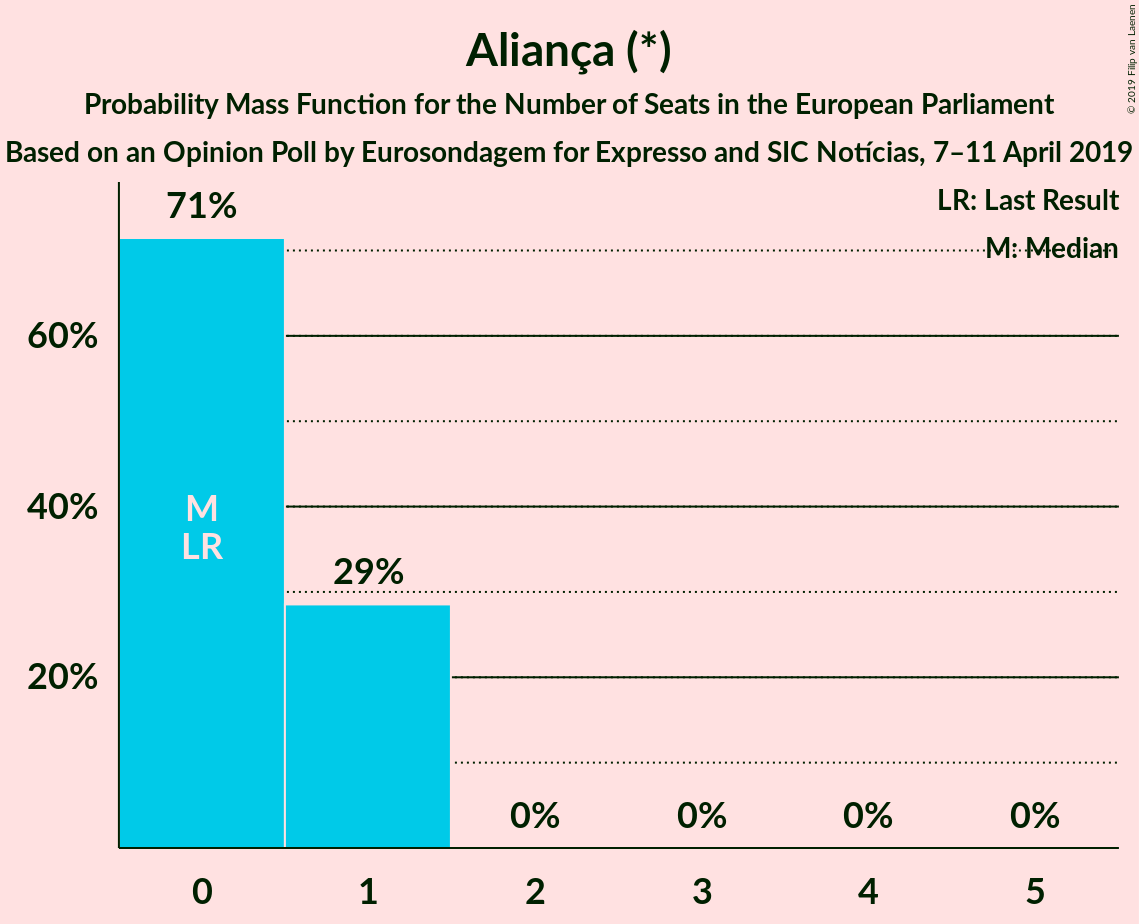 Aliança (*)
Probability Mass Function for the Number of Seats in the European Parliament
Based on an Opinion Poll by Eurosondagem for Expresso and SIC Notícias, 7–11 April 2019
© 2019 Filip van Laenen
LR: Last Result
M: Median
71%
60%
40%
20%
M
LR
29%
0% 0% 0% 0%
0 1 2 3 4 5